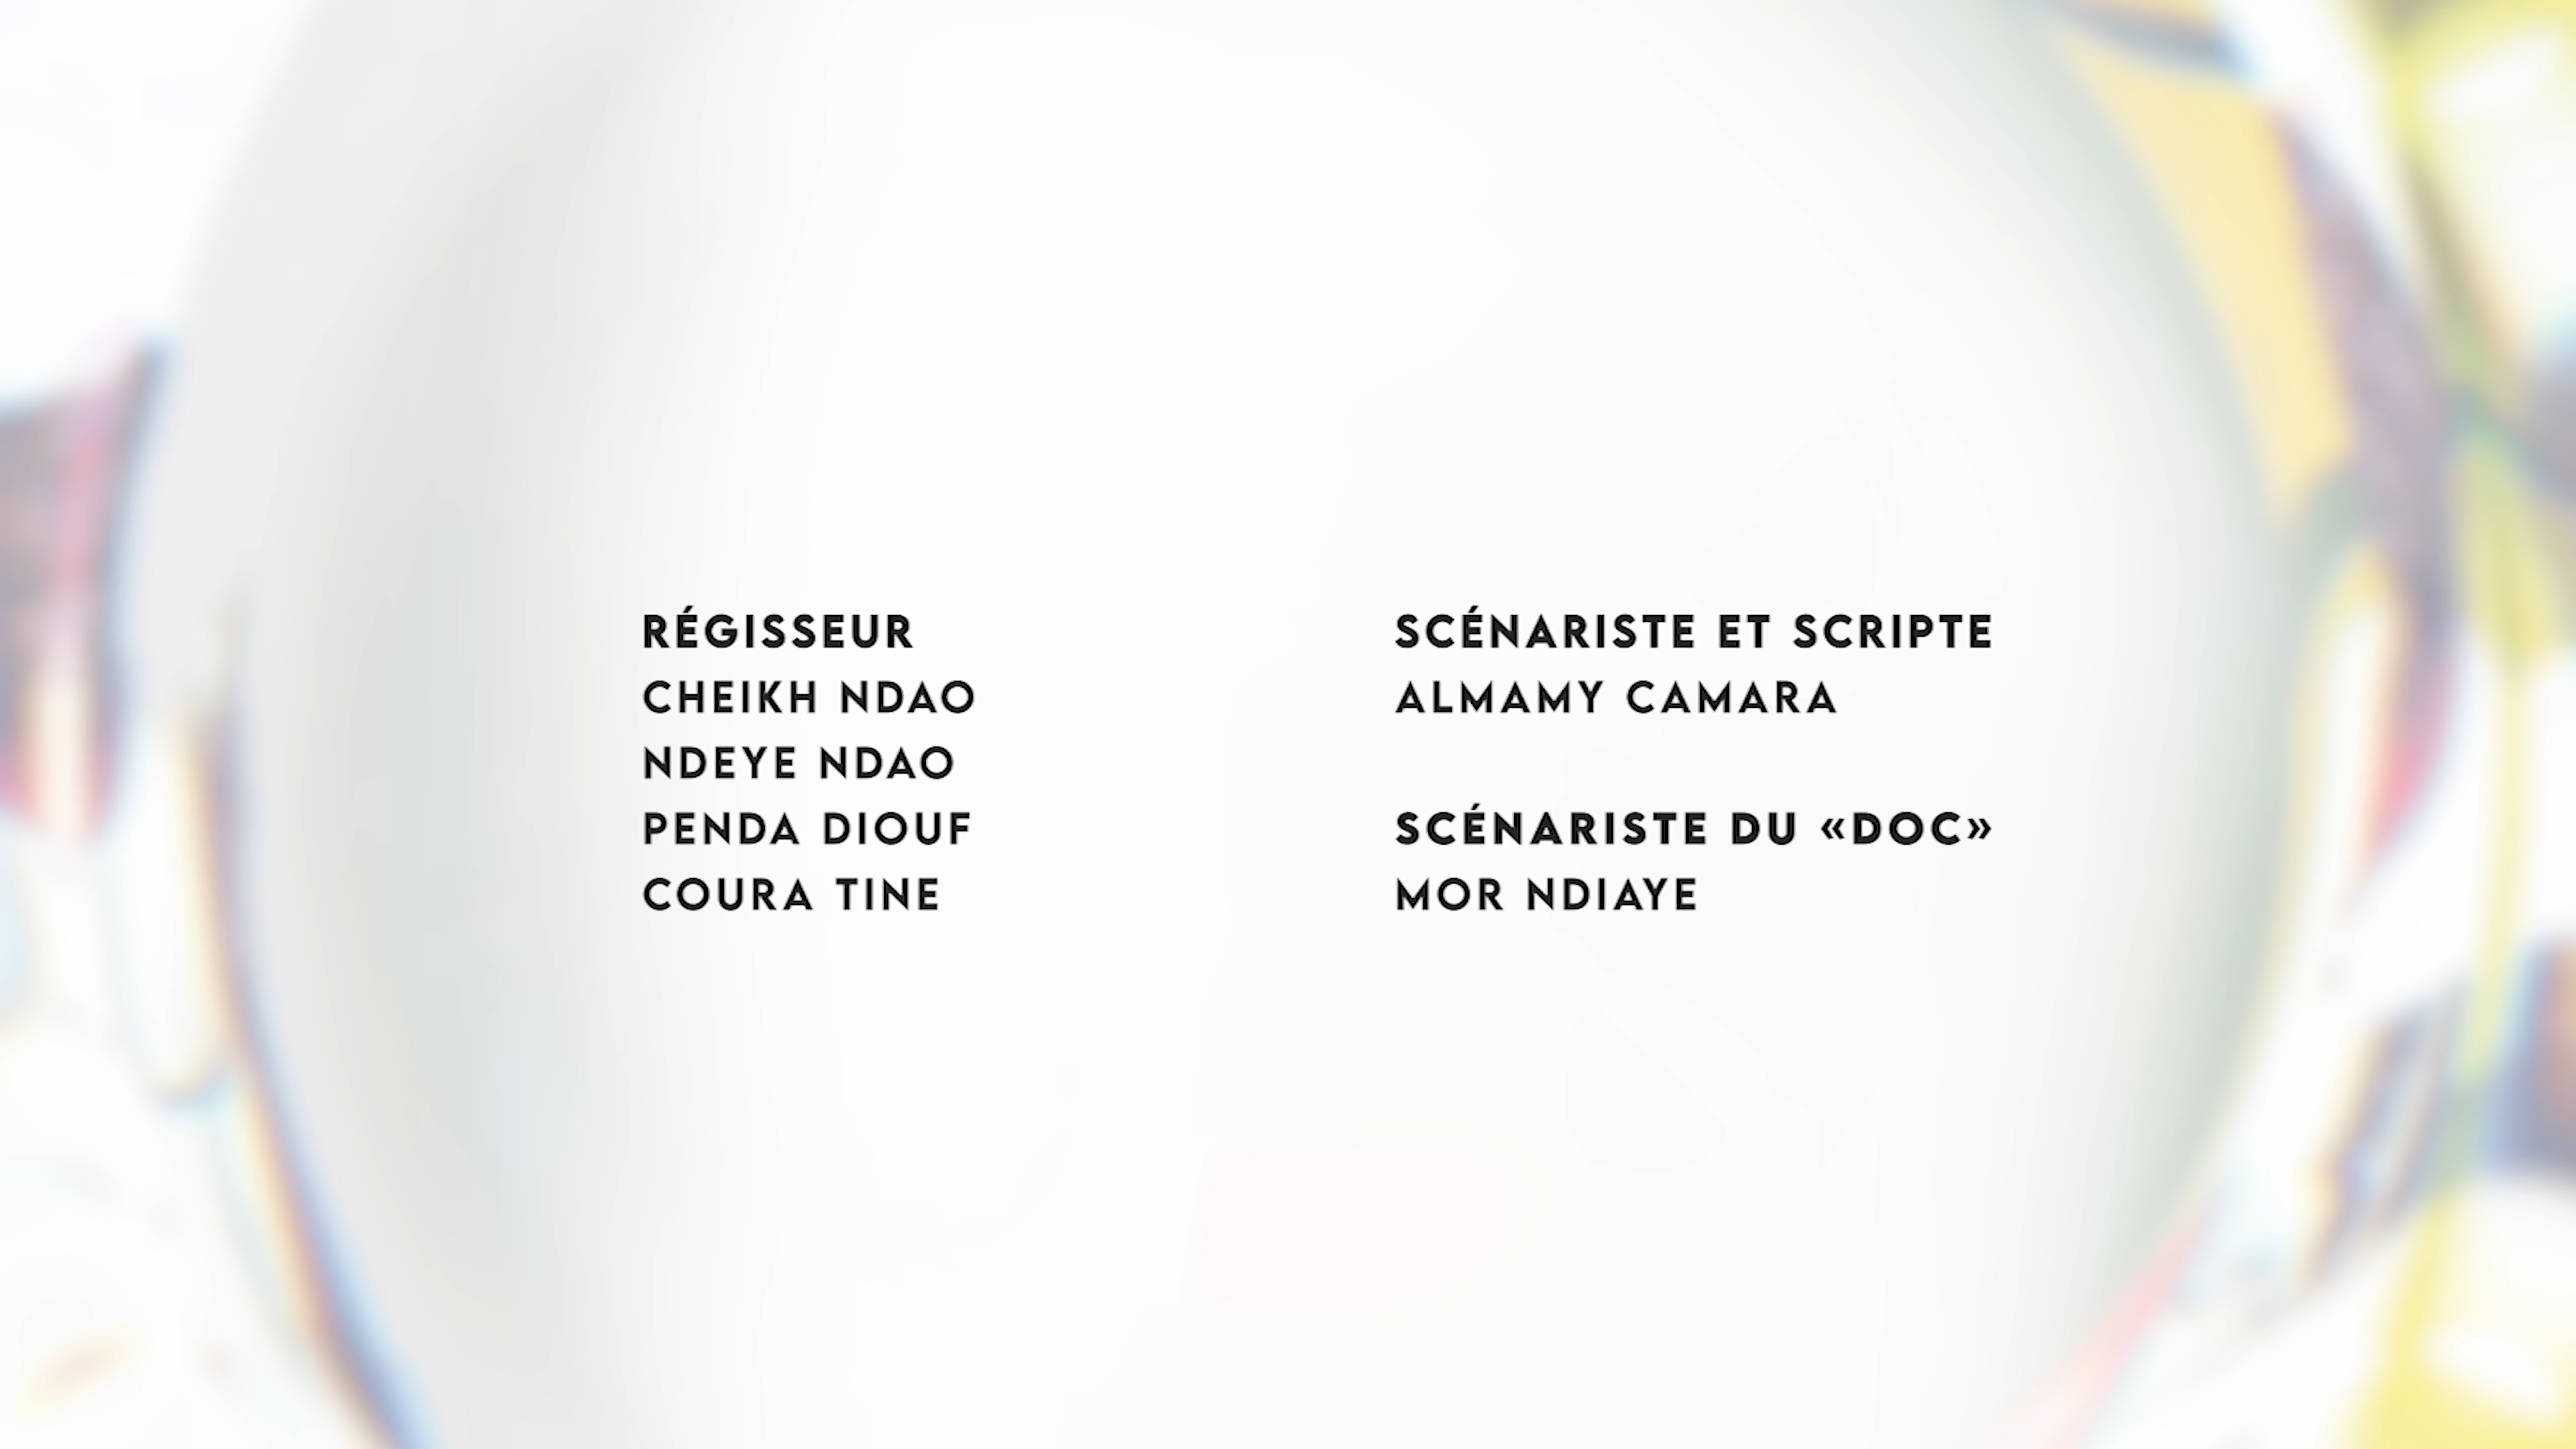 RÉGISSEUR
CHEIKH NDAO
NDEYE NDAO
PENDA DIOUF
COURA TINE
SCÉNARISTE ET SCRIPTE
ALMAMY CAMARA
SCÉNARISTE DU «DOC»
MOR NDIAYE